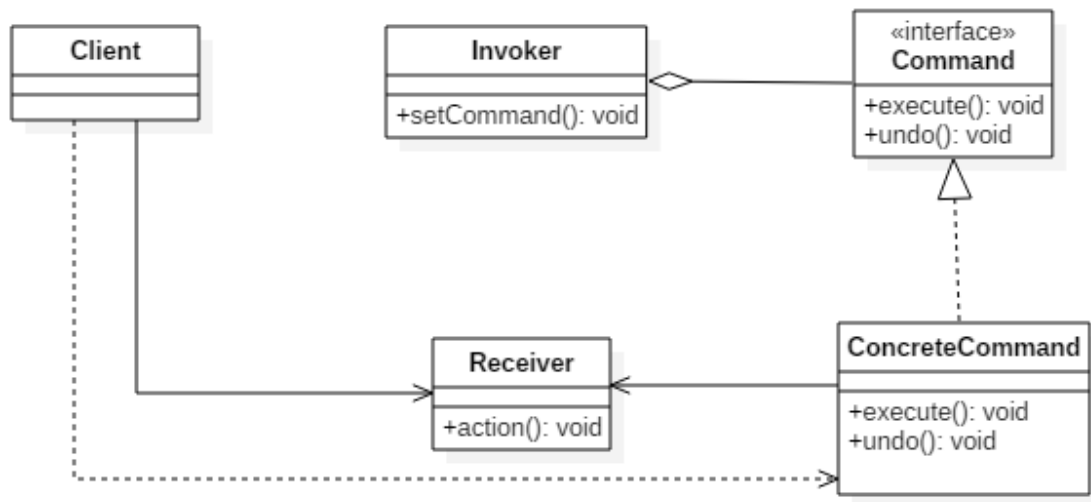 Client
Invoker
+setCommand(): void
«interface»
Command
+execute(): void
+undo(): void
Receiver
+action(): void
ConcreteCommand
+execute(): void
+undo(): void